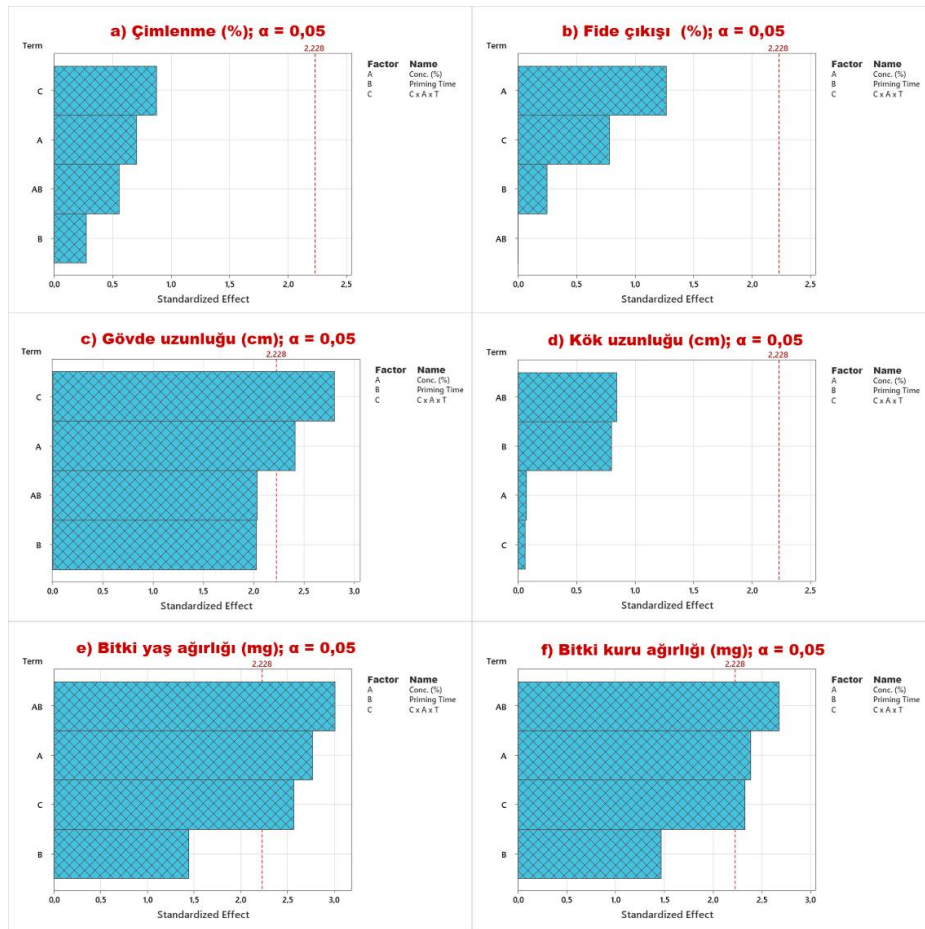 a) Çimlenme (%); α = 0,05
Term
2,228
Factor Name
A Conc. (%)
B Priming Time
C C x A x T
C
A
AB
B
0,0 0,5 1,0 1,5 2,0 2,5
Standardized Effect
b) Fide çıkışı (%); α = 0,05
Term
2,228
Factor Name
A Conc. (%)
B Priming Time
C C x A x T
A
C
B
AB
0,0 0,5 1,0 1,5 2,0 2,5
Standardized Effect
c) Gövde uzunluğu (cm); α = 0,05
Term
2,228
Factor Name
A Conc. (%)
B Priming Time
C C x A x T
C
A
AB
B
0,0 0,5 1,0 1,5 2,0 2,5 3,0
Standardized Effect
d) Kök uzunluğu (cm); α = 0,05
Term
2,228
Factor Name
A Conc. (%)
B Priming Time
C C x A x T
AB
B
A
C
0,0 0,5 1,0 1,5 2,0 2,5
Standardized Effect
e) Bitki yaş ağırlığı (mg); α = 0,05
Term
2,228
Factor Name
A Conc. (%)
B Priming Time
C C x A x T
AB
A
C
B
0,0 0,5 1,0 1,5 2,0 2,5 3,0
Standardized Effect
f) Bitki kuru ağırlığı (mg); α = 0,05
Term
2,228
Factor Name
A Conc. (%)
B Priming Time
C C x A x T
AB
A
C
B
0,0 0,5 1,0 1,5 2,0 2,5 3,0
Standardized Effect